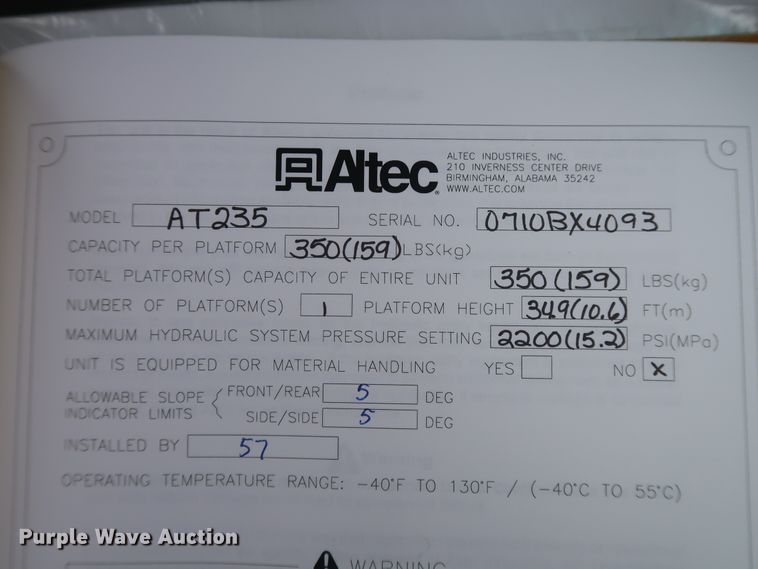 Altec
ALTEC INDUSTRIES, INC.
210 INVERNESS CENTER DRIVE
BIRMINGHAM, ALABAMA 35242
WWW.ALTEC.COM
MODEL AT235 SERIAL NO. 0710BX4093
CAPACITY PER PLATFORM 350(159) LBS(kg)
TOTAL PLATFORM(S) CAPACITY OF ENTIRE UNIT 350(159) LBS(kg)
NUMBER OF PLATFORM(S) 1 PLATFORM HEIGHT 34.9(10.6) FT(m)
MAXIMUM HYDRAULIC SYSTEM PRESSURE SETTING 2200(15.2) PSI(MPa)
UNIT IS EQUIPPED FOR MATERIAL HANDLING YES NO X
ALLOWABLE SLOPE FRONT/REAR 5 DEG
INDICATOR LIMITS SIDE/SIDE 5 DEG
INSTALLED BY 57
OPERATING TEMPERATURE RANGE: -40°F TO 130°F / (-40°C TO 55°C)
Purple Wave Auction
WARNING